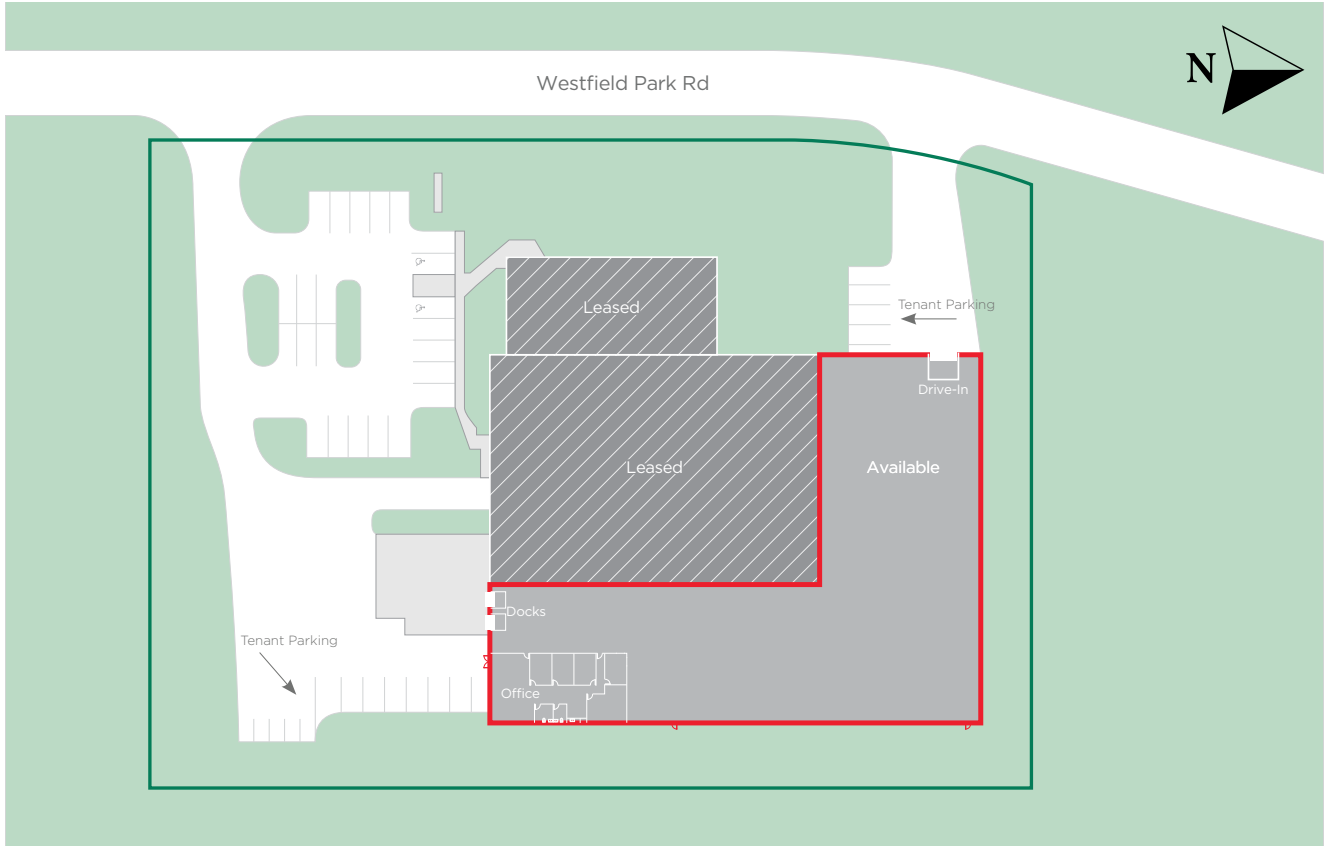 Westfield Park Rd
N
Leased
Tenant Parking
Drive-In
Leased
Available
Docks
Tenant Parking
Office